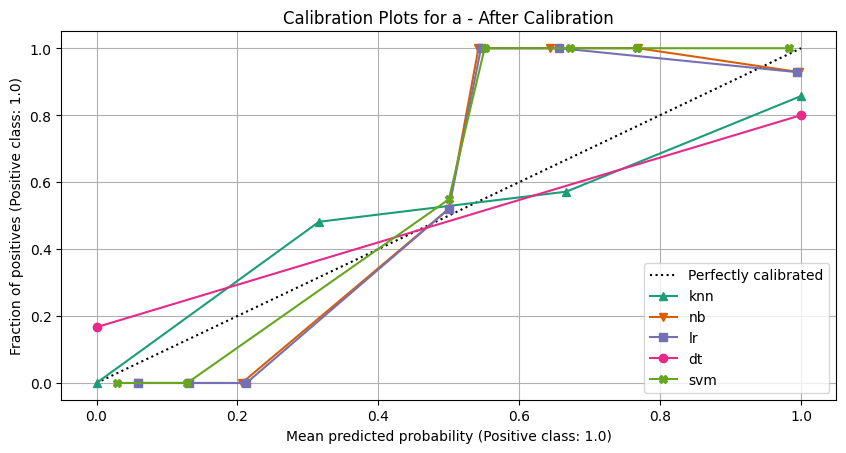 Calibration Plots for a - After Calibration
Fraction of positives (Positive class: 1.0)
1.0
0.8
0.6
0.4
0.2
0.0
0.0 0.2 0.4 0.6 0.8 1.0
Mean predicted probability (Positive class: 1.0)
Perfectly calibrated
knn
nb
lr
dt
svm